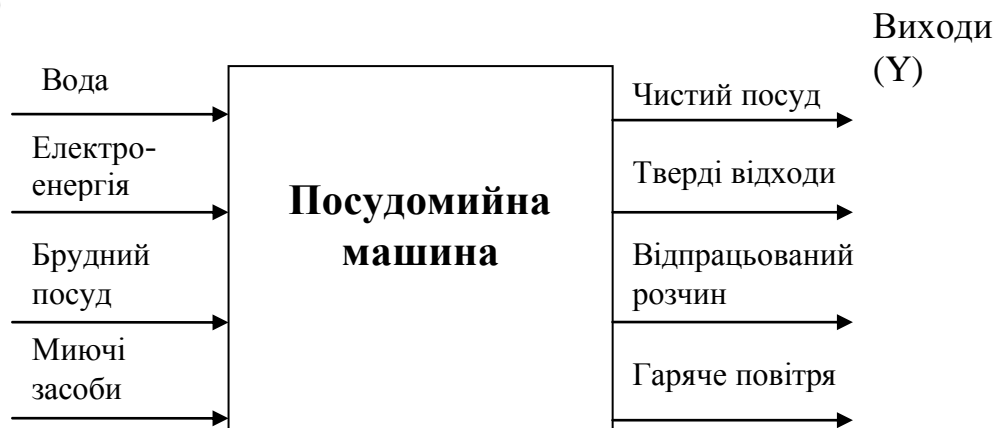 Виходи
(Y)
Вода
Електро-
енергія
Брудний
посуд
Миючі
засоби
Посудомийна
машина
Чистий посуд
Тверді відходи
Відпрацьований
розчин
Гаряче повітря